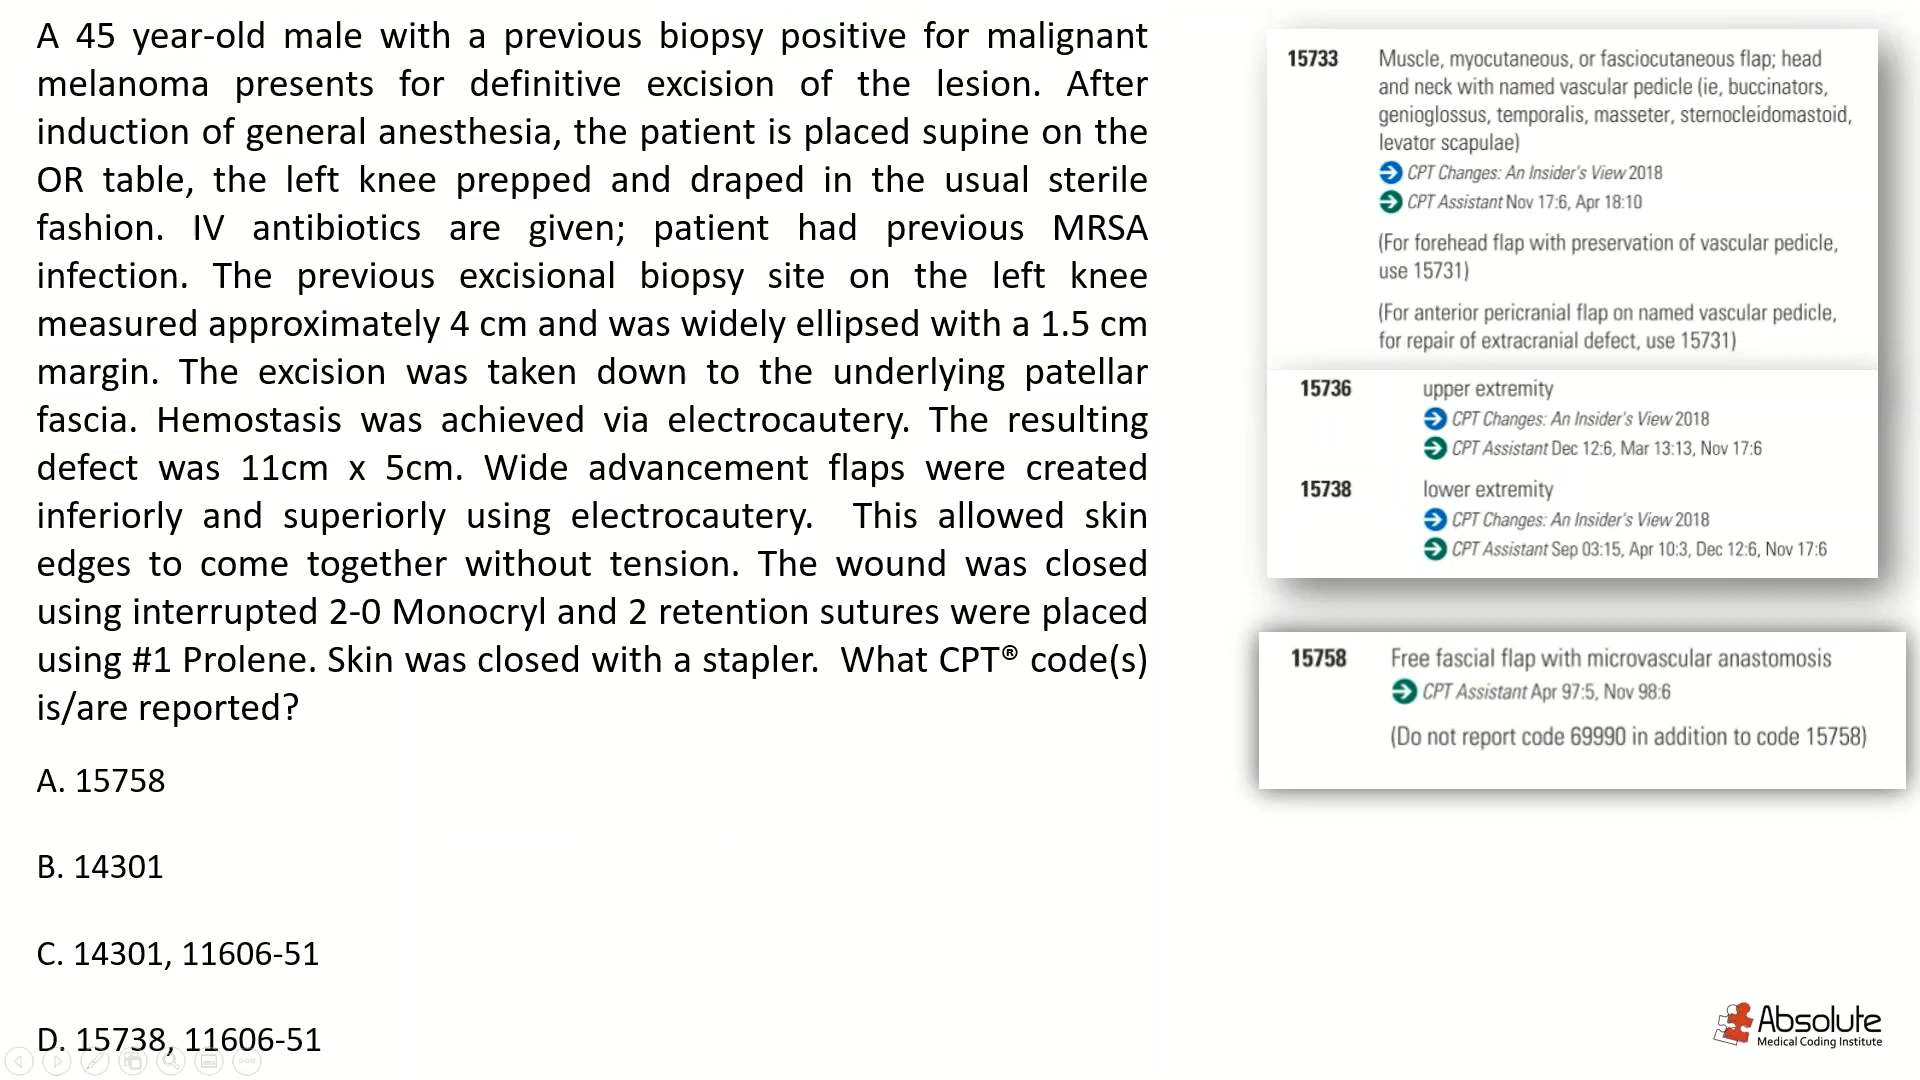 A 45 year-old male with a previous biopsy positive for malignant
melanoma presents for definitive excision of the lesion. After
induction of general anesthesia, the patient is placed supine on the
OR table, the left knee prepped and draped in the usual sterile
fashion. IV antibiotics are given; patient had previous MRSA
infection. The previous excisional biopsy site on the left knee
measured approximately 4 cm and was widely ellipsed with a 1.5 cm
margin. The excision was taken down to the underlying patellar
fascia. Hemostasis was achieved via electrocautery. The resulting
defect was 11cm x 5cm. Wide advancement flaps were created
inferiorly and superiorly using electrocautery. This allowed skin
edges to come together without tension. The wound was closed
using interrupted 2-0 Monocryl and 2 retention sutures were placed
using #1 Prolene. Skin was closed with a stapler. What CPT® code(s)
is/are reported?
A. 15758
B. 14301
C. 14301, 11606-51
D. 15738, 11606-51
15733 Muscle, myocutaneous, or fasciocutaneous flap; head
and neck with named vascular pedicle (ie, buccinators,
genioglossus, temporalis, masseter, sternocleidomastoid,
levator scapulae)
CPT Changes: An Insider's View 2018
CPT Assistant Nov 17:6, Apr 18:10
(For forehead flap with preservation of vascular pedicle,
use 15731)
(For anterior pericranial flap on named vascular pedicle,
for repair of extracranial defect, use 15731)
15736 upper extremity
CPT Changes: An Insider's View 2018
CPT Assistant Dec 12:6, Mar 13:13, Nov 17:6
15738 lower extremity
CPT Changes: An Insider's View 2018
CPT Assistant Sep 03:15, Apr 10:3, Dec 12:6, Nov 17:6
15758 Free fascial flap with microvascular anastomosis
CPT Assistant Apr 97:5, Nov 98:6
(Do not report code 69990 in addition to code 15758)
Absolute
Medical Coding Institute